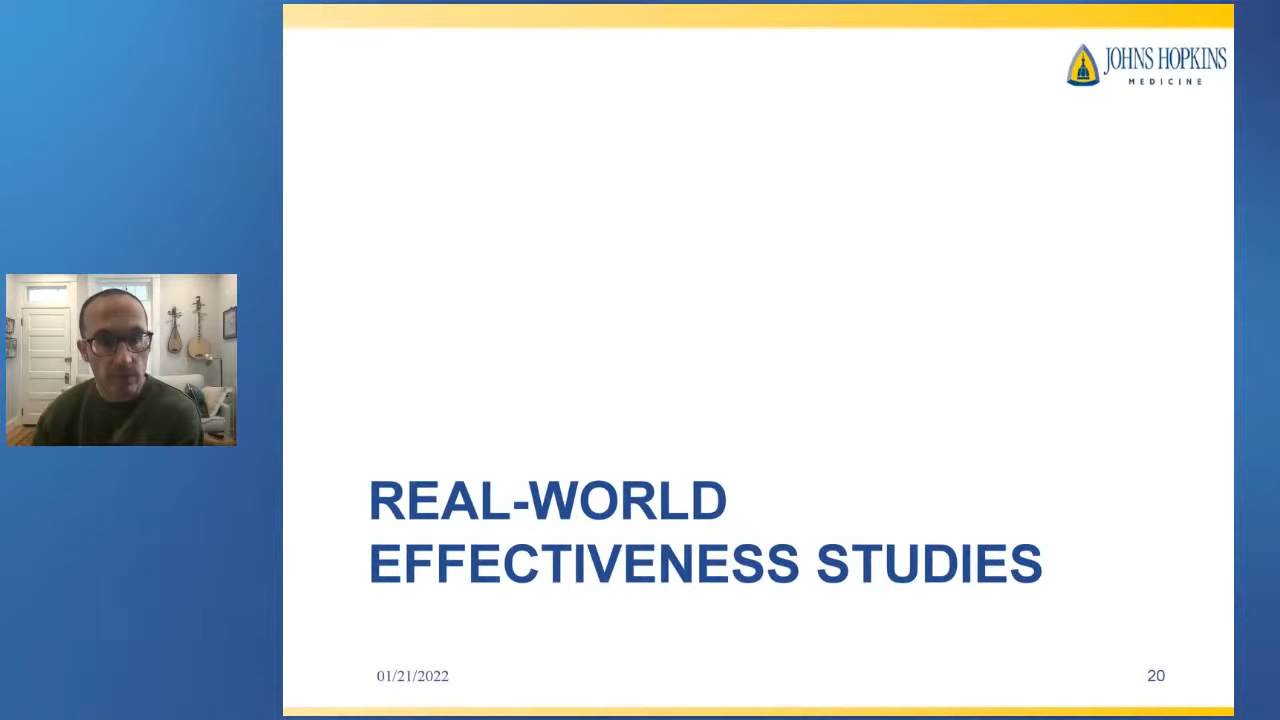 JOHNS HOPKINS
MEDICINE
REAL-WORLD
EFFECTIVENESS STUDIES
01/21/2022
20